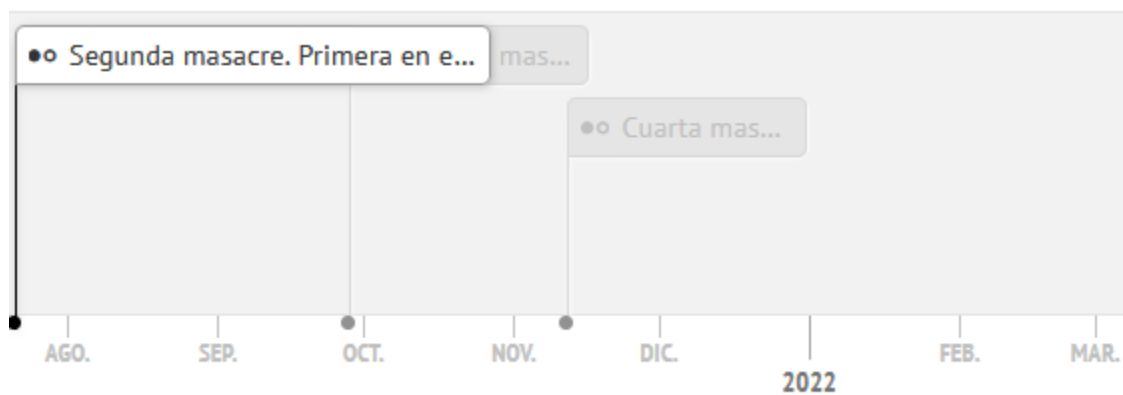 Segunda masacre. Primera en e... mas...
Cuarta mas...
AGO. SEP. OCT. NOV. DIC. FEB. MAR.
2022